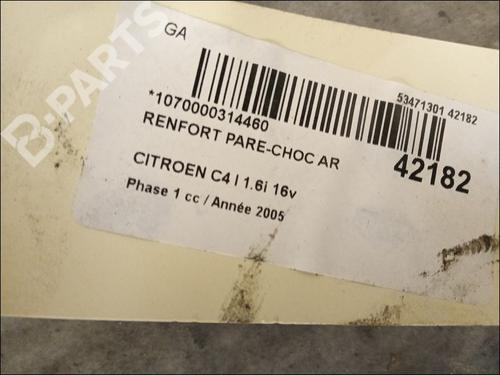 GA
53471301 42182
*1070000314460
RENFORT PARE-CHOC AR
42182
CITROEN C4 I 1.6i 16v
Phase 1 cc / Année 2005
B-PARTS